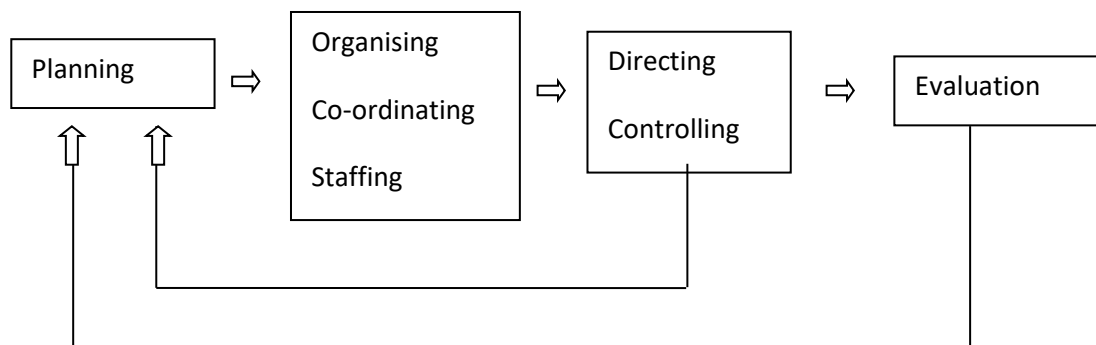 Planning
Organising
Co-ordinating
Staffing
Directing
Controlling
Evaluation